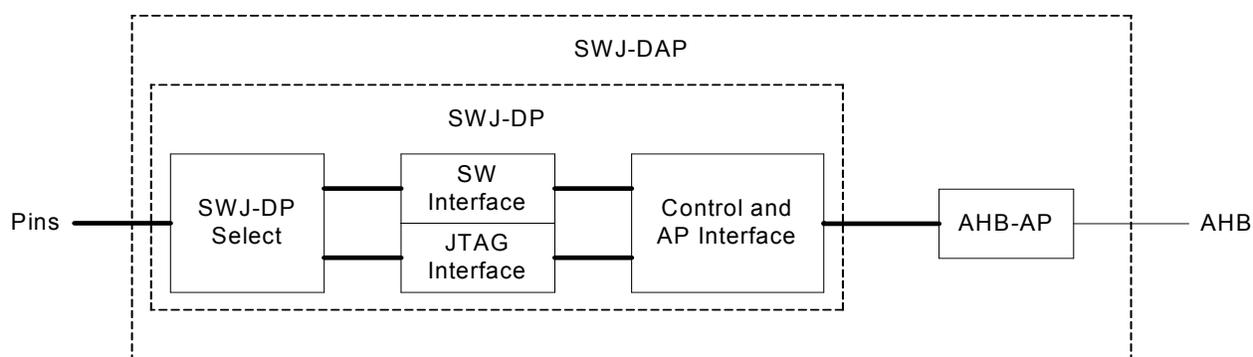 SWJ-DAP
SWJ-DP
Pins
SWJ-DP
Select
SW
Interface
JTAG
Interface
Control and
AP Interface
AHB-AP
AHB